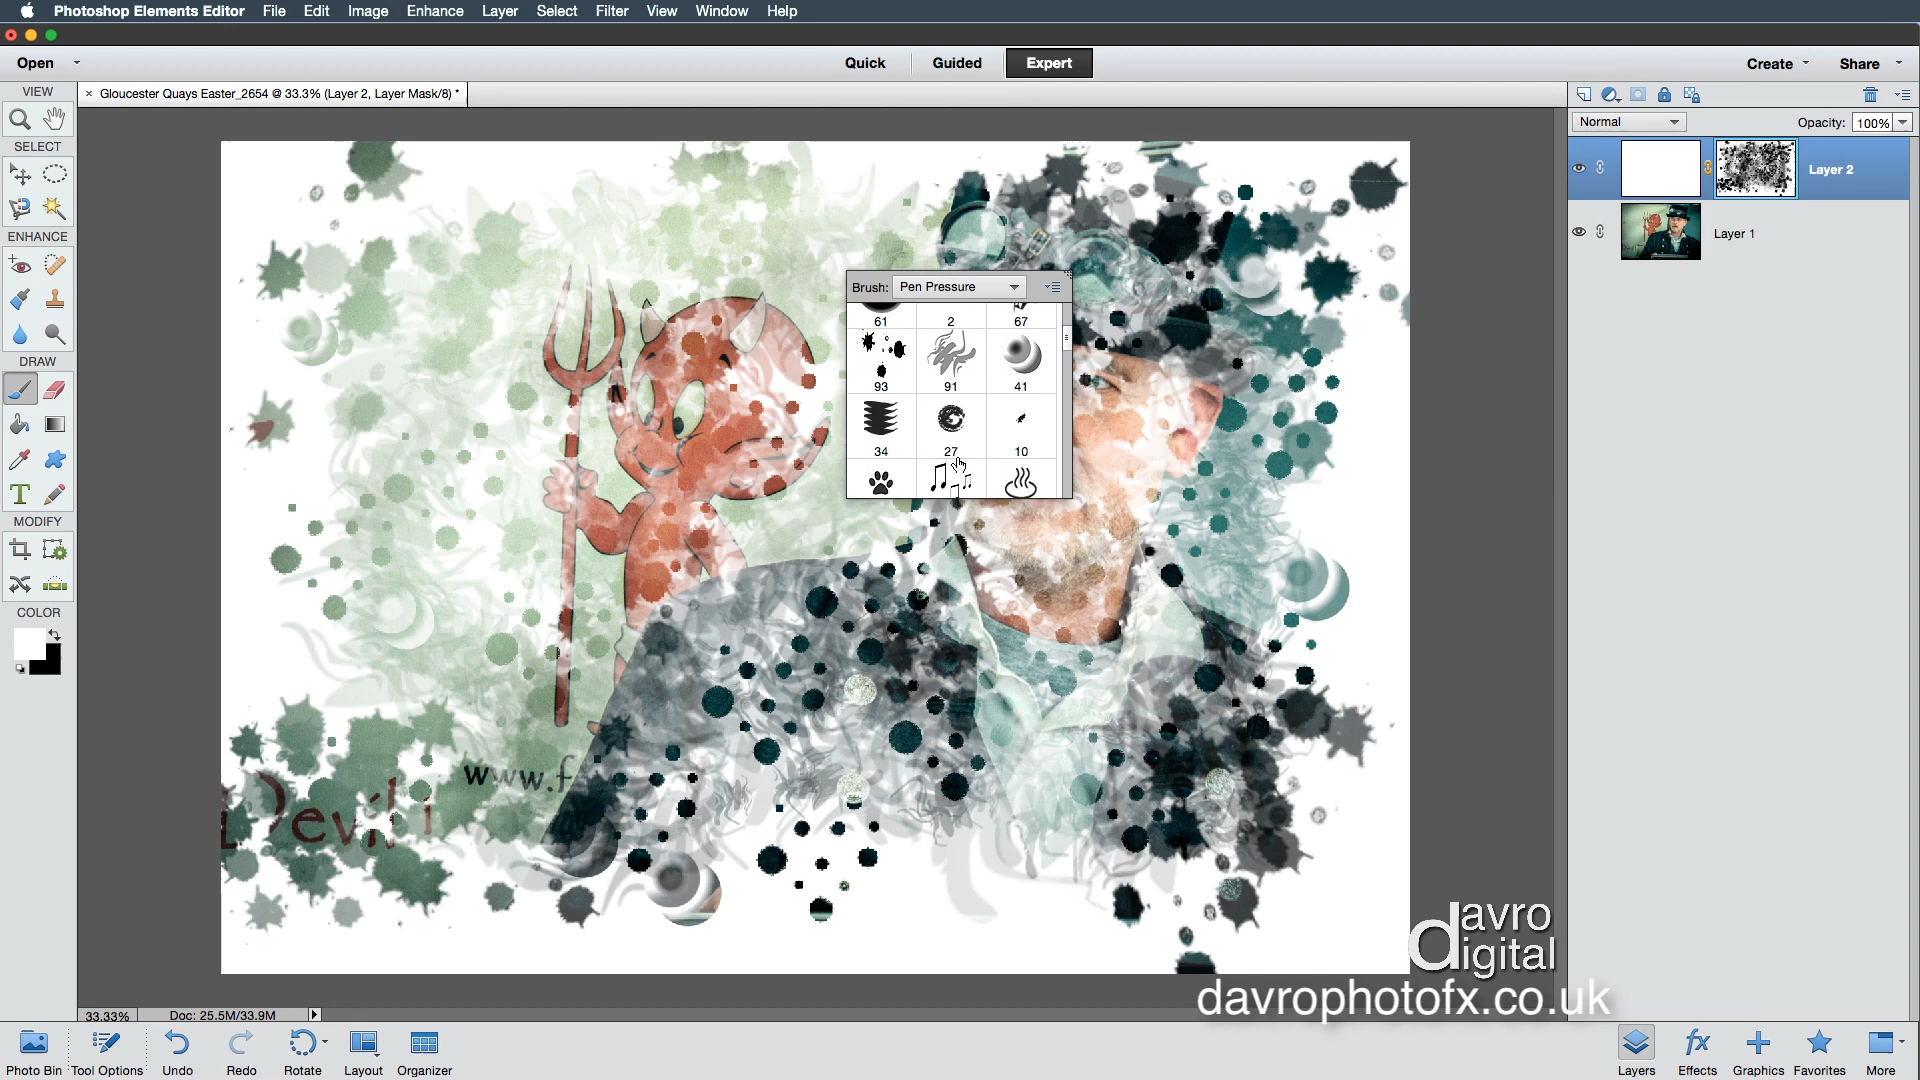 Photoshop Elements Editor File Edit Image Enhance Layer Select Filter View Window Help
Open Quick Guided Expert Create Share
VIEW
× Gloucester Quays Easter_2654 @ 33.3% (Layer 2, Layer Mask/8) *
Normal Opacity: 100%
SELECT
Layer 2
ENHANCE
Layer 1
Brush: Pen Pressure
61 2 67
DRAW
93 91 41
34 27 10
T
MODIFY
COLOR
www.f
Devil
davro
digital
davrophotofx.co.uk
33.33% Doc: 25.5M/33.9M
Photo Bin Tool Options Undo Redo Rotate Layout Organizer Layers fx Effects Graphics Favorites More